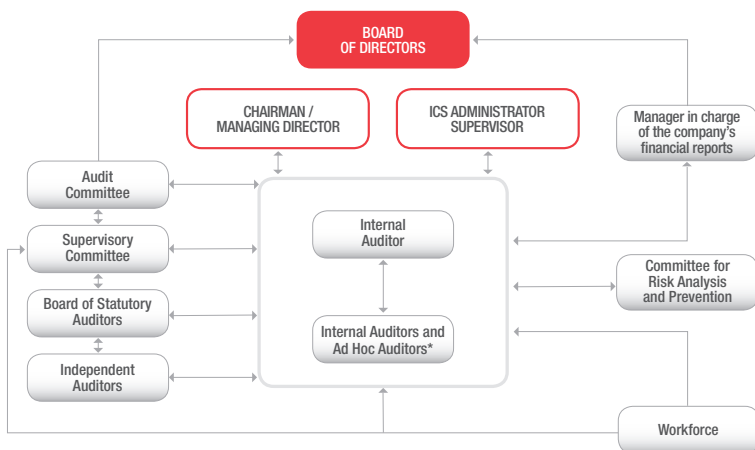 BOARD
OF DIRECTORS
CHAIRMAN /
MANAGING DIRECTOR
ICS ADMINISTRATOR
SUPERVISOR
Manager in charge
of the company's
financial reports
Audit
Committee
Supervisory
Committee
Board of Statutory
Auditors
Independent
Auditors
Internal
Auditor
Internal Auditors and
Ad Hoc Auditors*
Committee for
Risk Analysis
and Prevention
Workforce